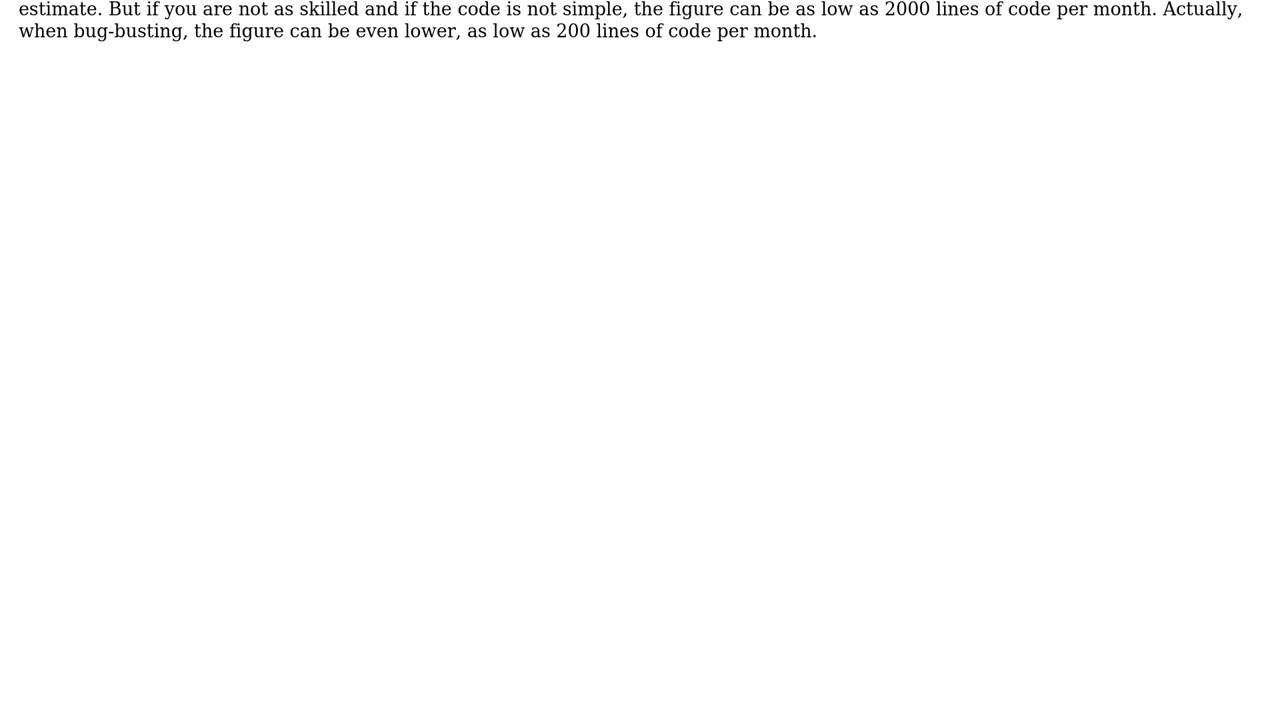 estimate. But if you are not as skilled and if the code is not simple, the figure can be as low as 2000 lines of code per month. Actually,
when bug-busting, the figure can be even lower, as low as 200 lines of code per month.